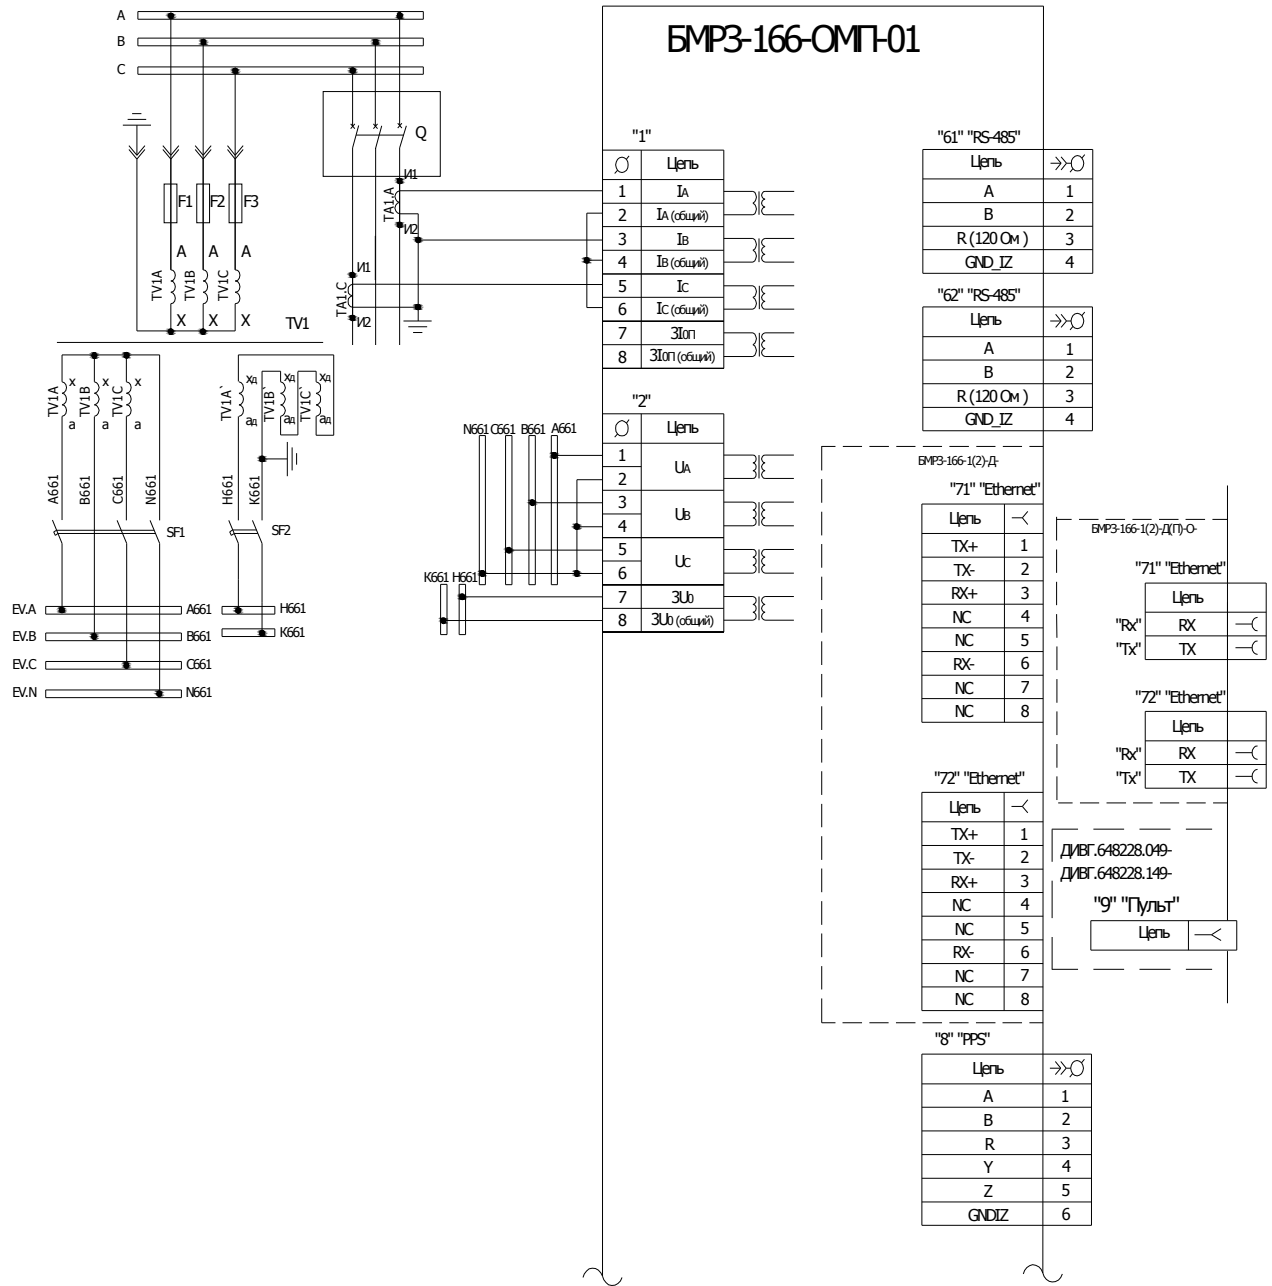 БМРЗ-166-ОМП-01
A
B
C
Q
F1 F2 F3
A A A
TV1A TV1B TV1C
X X X
TV1
И1
TA1.A
И2
И1
TA1.C
И2
"1"
Цепь
1 IA
2 IA (общий)
3 IB
4 IB (общий)
5 IC
6 IC (общий)
7 3I0П
8 3I0П (общий)
x x x
TV1A TV1B TV1C
a a a
xд xд xд
TV1A` TV1B` TV1C`
aд aд aд
A661 B661 C661 N661
H661 K661
SF1
SF2
EV.A A661
EV.B B661
EV.C C661
EV.N N661
H661
K661
"2"
N661 C661 B661 A661
K661 H661
Цепь
1
2
UA
3
4
UB
5
6
UC
7 3U0
8 3U0 (общий)
"61" "RS-485"
Цепь
A 1
B 2
R (120 Ом ) 3
GND_IZ 4
"62" "RS-485"
Цепь
A 1
B 2
R (120 Ом ) 3
GND_IZ 4
БМРЗ-166-1(2)-Д-
"71" "Ethernet"
Цепь
TX+ 1
TX- 2
RX+ 3
NC 4
NC 5
RX- 6
NC 7
NC 8
"72" "Ethernet"
Цепь
TX+ 1
TX- 2
RX+ 3
NC 4
NC 5
RX- 6
NC 7
NC 8
БМРЗ-166-1(2)-Д(П)-О-
"71" "Ethernet"
Цепь
"Rx" RX
"Tx" TX
"72" "Ethernet"
Цепь
"Rx" RX
"Tx" TX
ДИВГ.648228.049-
ДИВГ.648228.149-
"9" "Пульт"
Цепь
"8" "PPS"
Цепь
A 1
B 2
R 3
Y 4
Z 5
GNDIZ 6